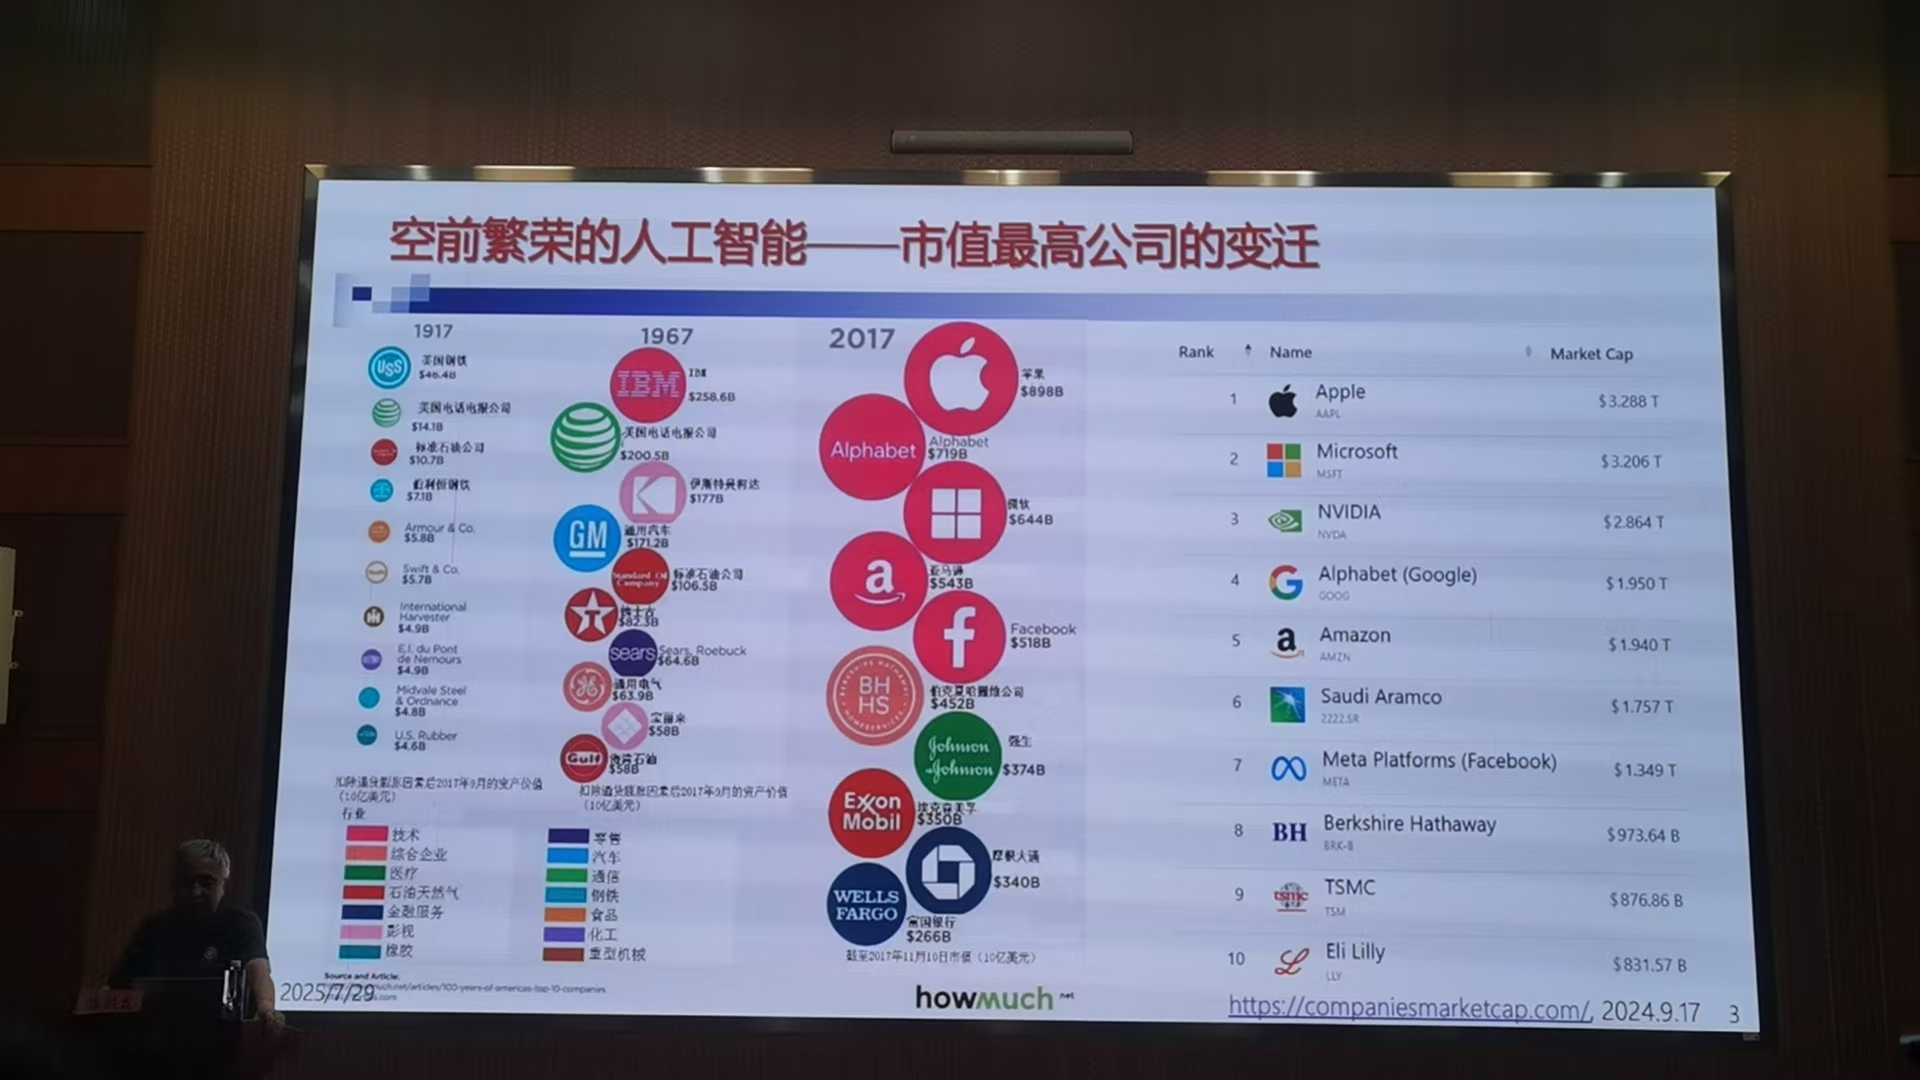 空前繁荣的人工智能——市值最高公司的变迁
1917
USS
美国钢铁
$46.4B
美国电话电报公司
$14.1B
标准石油公司
$10.7B
伯利恒钢铁
$7.1B
Armour & Co.
$5.8B
Swift & Co.
$5.7B
International
Harvester
$4.9B
E.I. du Pont
de Nemours
$4.9B
Midvale Steel
& Ordnance
$4.8B
U.S. Rubber
$4.6B
扣除通货膨胀因素后2017年9月的资产价值
（10亿美元）
1967
IBM
IBM
$258.6B
美国电话电报公司
$200.5B
伊斯特曼柯达
$177B
GM
通用汽车
$171.2B
Standard Oil
Company
标准石油公司
$106.5B
德士古
$82.3B
sears
Sears, Roebuck
$64.6B
GE
通用电气
$63.9B
宝丽来
$58B
Gulf
海湾石油
$58B
扣除通货膨胀因素后2017年9月的资产价值
（10亿美元）
行业
技术
综合企业
医疗
石油天然气
金融服务
影视
橡胶
零售
汽车
通信
钢铁
食品
化工
重型机械
2017
苹果
$898B
Alphabet
Alphabet
$719B
微软
$644B
a
亚马逊
$543B
f
Facebook
$518B
BERKSHIRE HATHAWAY
BH
HS
HOMESERVICES
伯克夏哈撒维公司
$452B
Johnson
&Johnson
强生
$374B
Exxon
Mobil
埃克森美孚
$350B
摩根大通
$340B
WELLS
FARGO
富国银行
$266B
截至2017年11月10日市值（10亿美元）
Rank Name Market Cap
1 Apple $3.288 T
AAPL
2 Microsoft $3.206 T
MSFT
3 NVIDIA $2.864 T
NVDA
4 Alphabet (Google) $1.950 T
GOOG
5 Amazon $1.940 T
AMZN
6 Saudi Aramco $1.757 T
2222.SR
7 Meta Platforms (Facebook) $1.349 T
META
8 BH Berkshire Hathaway $973.64 B
BRK-B
9 tsmc TSMC $876.86 B
TSM
10 Eli Lilly $831.57 B
LLY
Source and Article:
much.net/articles/100-years-of-americas-top-10-companies
.com
2025/7/29
howmuch.net
https://companiesmarketcap.com/, 2024.9.17
3